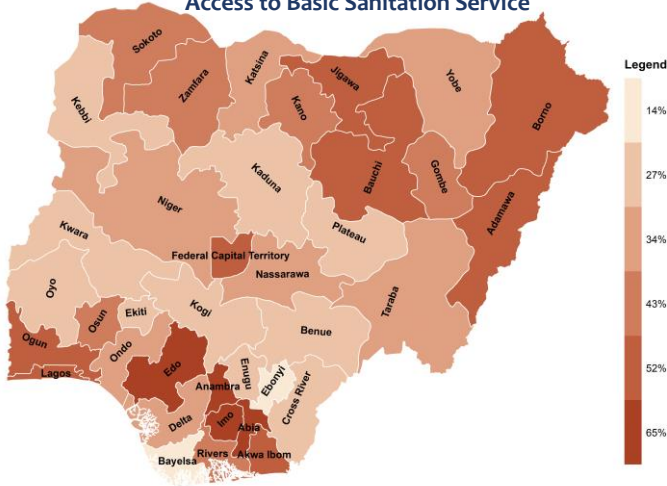 Access to Basic Sanitation Service
Sokoto
Katsina
Jigawa
Yobe
Legend
Zamfara
Kebbi
Kano
Borno
14%
Bauchi
Gombe
Kaduna
27%
Niger
Adamawa
Plateau
Kwara
34%
Federal Capital Territory
Nassarawa
Oyo
Taraba
Kogi
43%
Osun
Ekiti
Benue
Ogun
Ondo
52%
Edo
Lagos
Enugu
Ebonyi
Anambra
Cross River
Delta
Imo
Abia
65%
Bayelsa
Rivers
Akwa Ibom